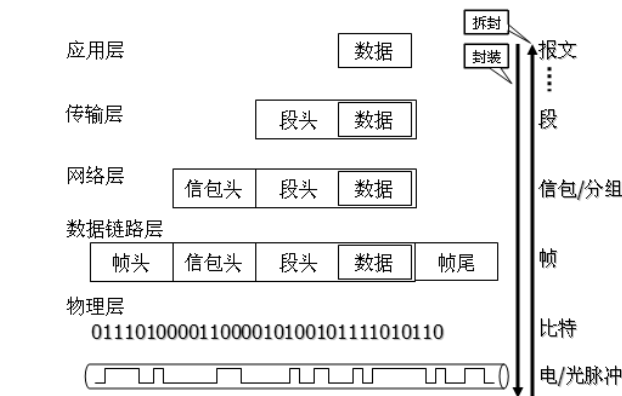 拆封
应用层 数据 封装 报文
传输层 段头 数据 段
网络层 信包头 段头 数据 信包/分组
数据链路层
帧头 信包头 段头 数据 帧尾 帧
物理层
0111010000110000101001011110101​10 比特
电/光脉冲